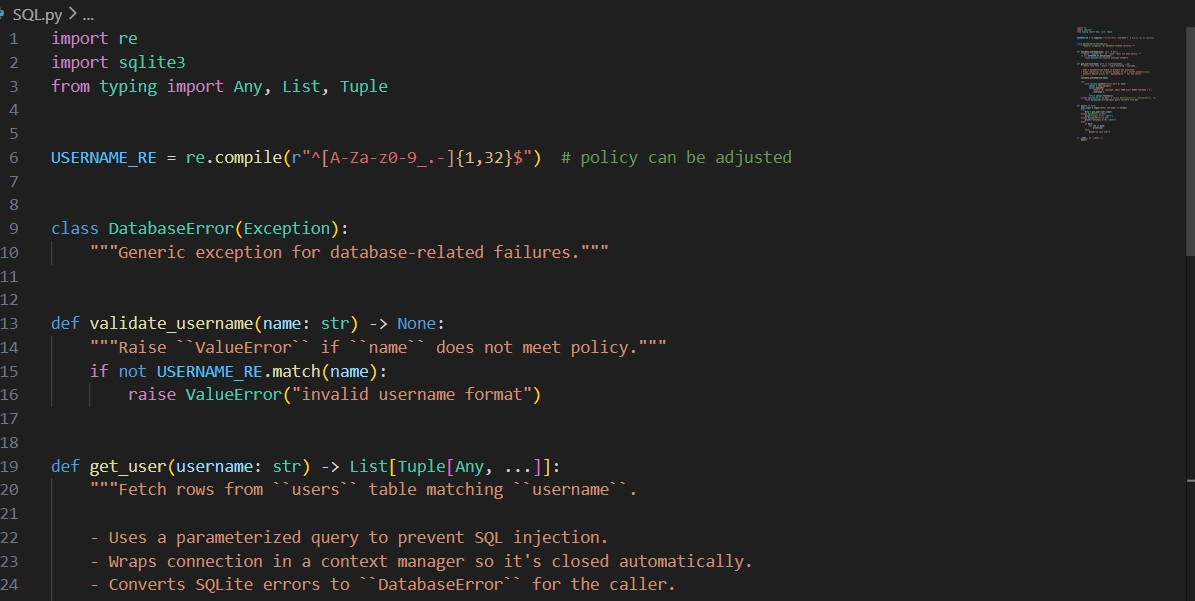 SQL.py > ...
1 import re
2 import sqlite3
3 from typing import Any, List, Tuple
4
5
6 USERNAME_RE = re.compile(r"^[A-Za-z0-9_.-]{1,32}$")  # policy can be adjusted
7
8
9 class DatabaseError(Exception):
10     """Generic exception for database-related failures."""
11
12
13 def validate_username(name: str) -> None:
14     """Raise ``ValueError`` if ``name`` does not meet policy."""
15     if not USERNAME_RE.match(name):
16         raise ValueError("invalid username format")
17
18
19 def get_user(username: str) -> List[Tuple[Any, ...]]:
20     """Fetch rows from ``users`` table matching ``username``.
21
22     - Uses a parameterized query to prevent SQL injection.
23     - Wraps connection in a context manager so it's closed automatically.
24     - Converts SQLite errors to ``DatabaseError`` for the caller.